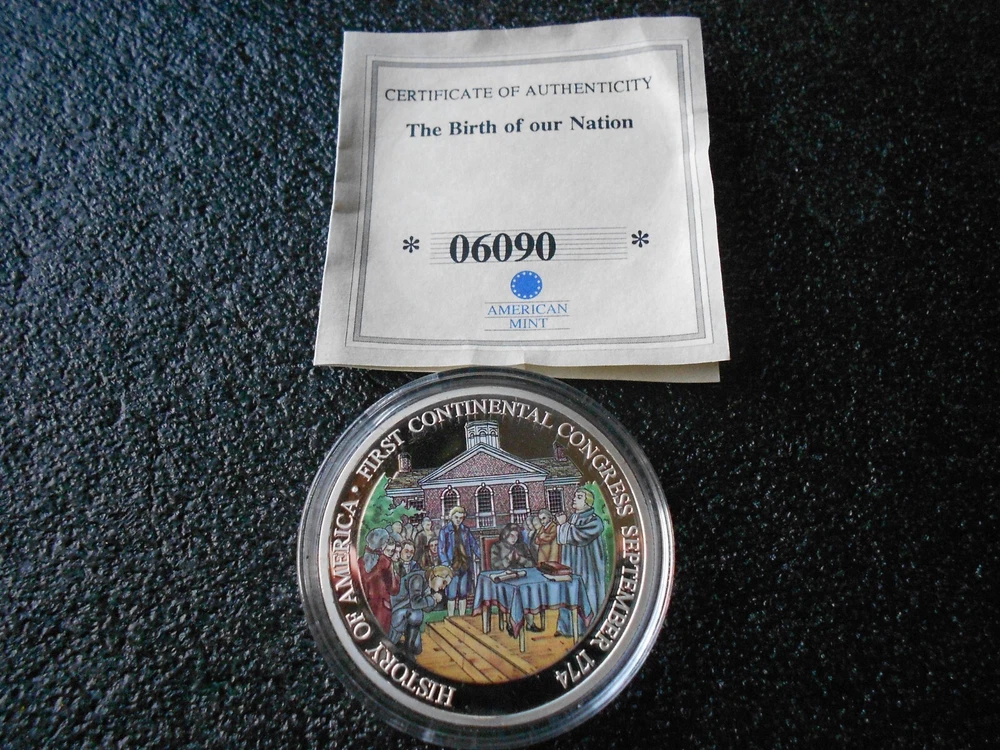 CERTIFICATE OF AUTHENTICITY
The Birth of our Nation
* 06090 *
AMERICAN
MINT
HISTORY OF AMERICA • FIRST CONTINENTAL CONGRESS SEPTEMBER 1774